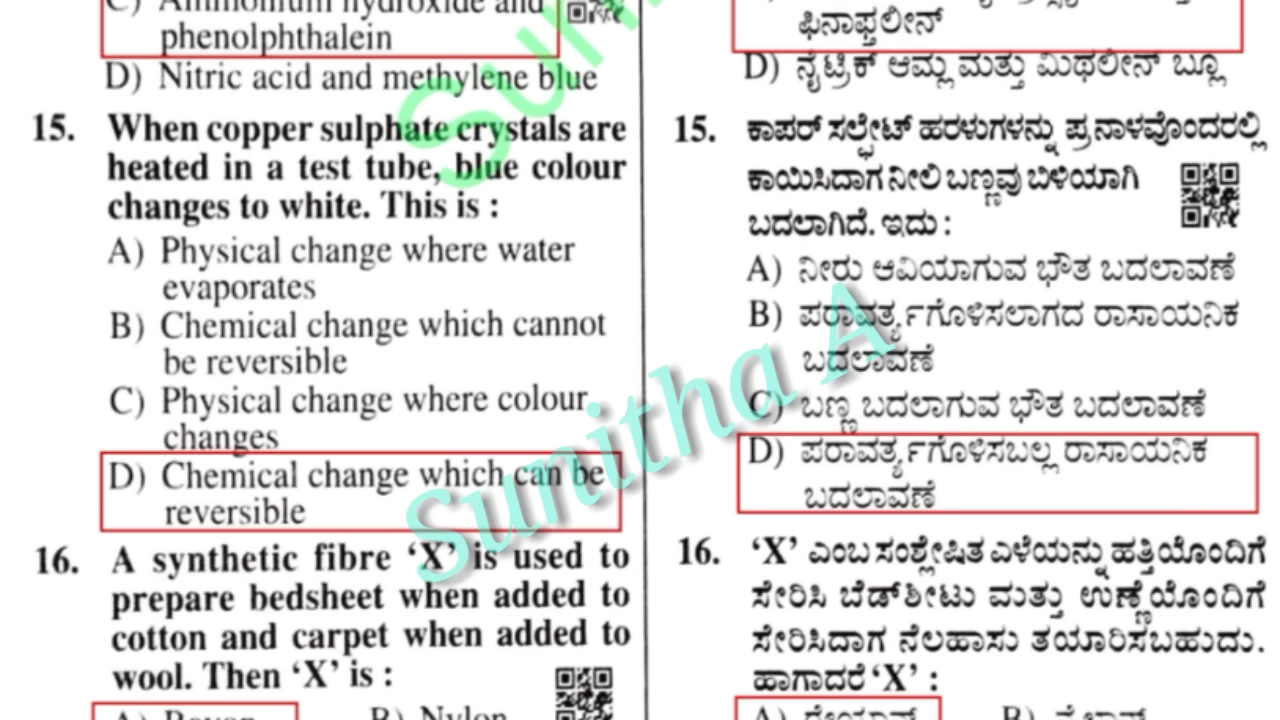 C) Ammonium hydroxide and
phenolphthalein
D) Nitric acid and methylene blue
15. When copper sulphate crystals are
heated in a test tube, blue colour
changes to white. This is :
A) Physical change where water
evaporates
B) Chemical change which cannot
be reversible
C) Physical change where colour
changes
D) Chemical change which can be
reversible
16. A synthetic fibre ‘X’ is used to
prepare bedsheet when added to
cotton and carpet when added to
wool. Then ‘X’ is :
A) Rayon B) Nylon
ಫಿನಾಫ್ತಲೀನ್
D) ನೈಟ್ರಿಕ್ ಆಮ್ಲ ಮತ್ತು ಮಿಥಲೀನ್ ಬ್ಲೂ
15. ಕಾಪರ್ ಸಲ್ಫೇಟ್ ಹರಳುಗಳನ್ನು ಪ್ರನಾಳವೊಂದರಲ್ಲಿ
ಕಾಯಿಸಿದಾಗ ನೀಲಿ ಬಣ್ಣವು ಬಿಳಿಯಾಗಿ
ಬದಲಾಗಿದೆ. ಇದು :
A) ನೀರು ಆವಿಯಾಗುವ ಭೌತ ಬದಲಾವಣೆ
B) ಪರಾವರ್ತ್ಯಗೊಳಿಸಲಾಗದ ರಾಸಾಯನಿಕ
ಬದಲಾವಣೆ
C) ಬಣ್ಣ ಬದಲಾಗುವ ಭೌತ ಬದಲಾವಣೆ
D) ಪರಾವರ್ತ್ಯಗೊಳಿಸಬಲ್ಲ ರಾಸಾಯನಿಕ
ಬದಲಾವಣೆ
16. ‘X’ ಎಂಬ ಸಂಶ್ಲೇಷಿತ ಎಳೆಯನ್ನು ಹತ್ತಿಯೊಂದಿಗೆ
ಸೇರಿಸಿ ಬೆಡ್‌ಶೀಟು ಮತ್ತು ಉಣ್ಣೆಯೊಂದಿಗೆ
ಸೇರಿಸಿದಾಗ ನೆಲಹಾಸು ತಯಾರಿಸಬಹುದು.
ಹಾಗಾದರೆ ‘X’ :
A) ರೇಯಾನ್ B) ನೈಲಾನ್
Sunitha A